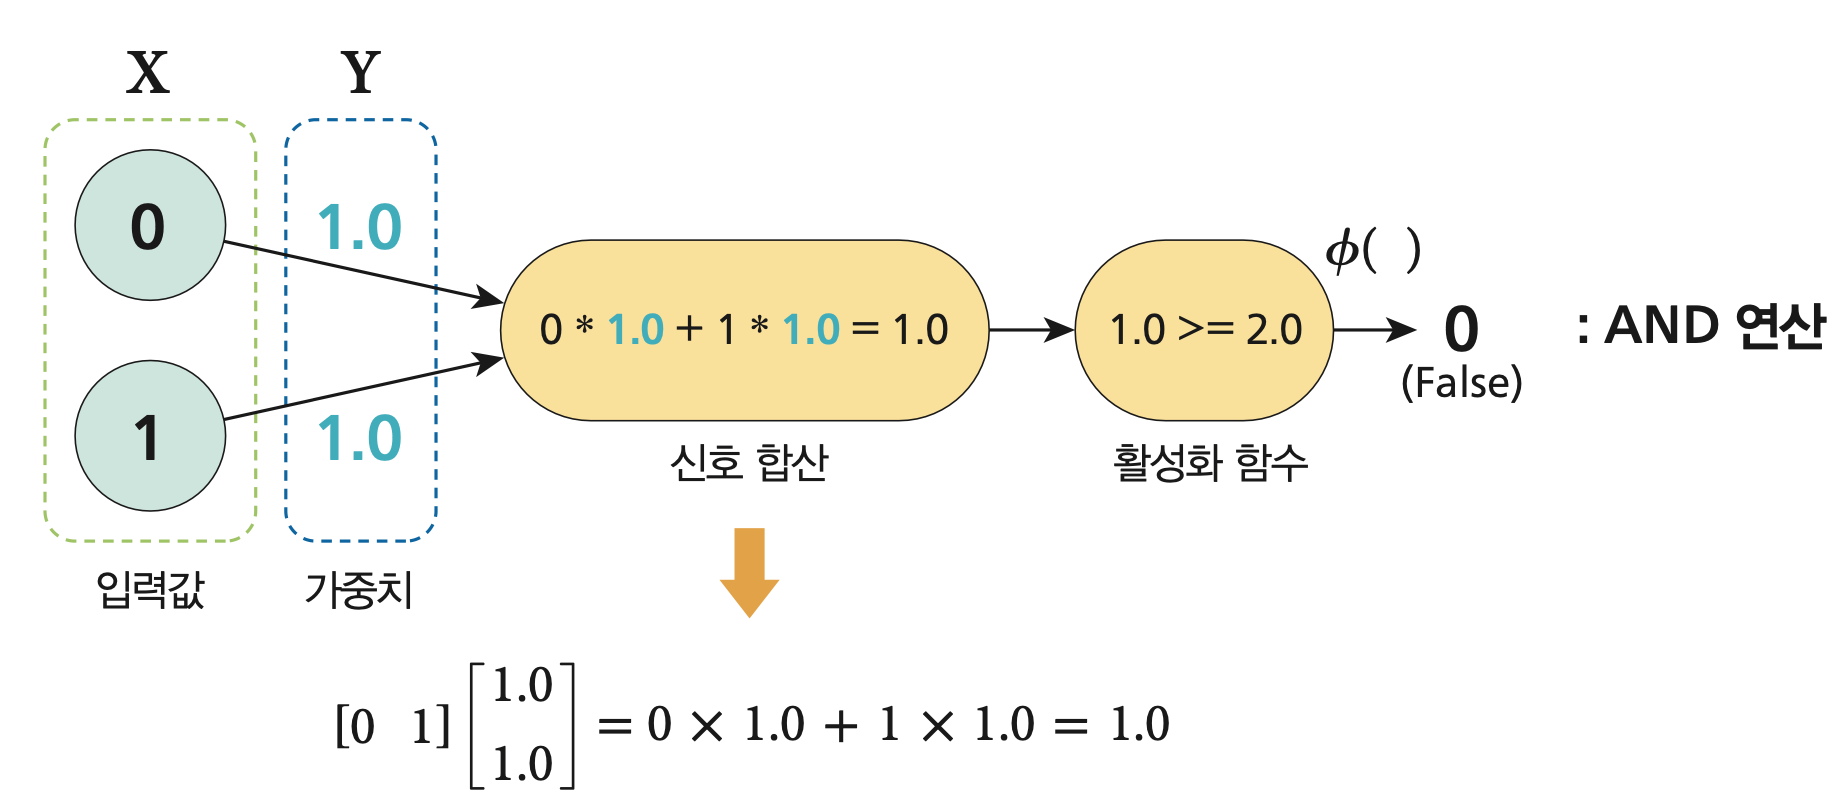 X Y
0 1.0
1 1.0
입력값 가중치
0 * 1.0 + 1 * 1.0 = 1.0
신호 합산
1.0 >= 2.0
활성화 함수
ϕ( )
0 : AND 연산
(False)
[0 1] [1.0 1.0] = 0 × 1.0 + 1 × 1.0 = 1.0